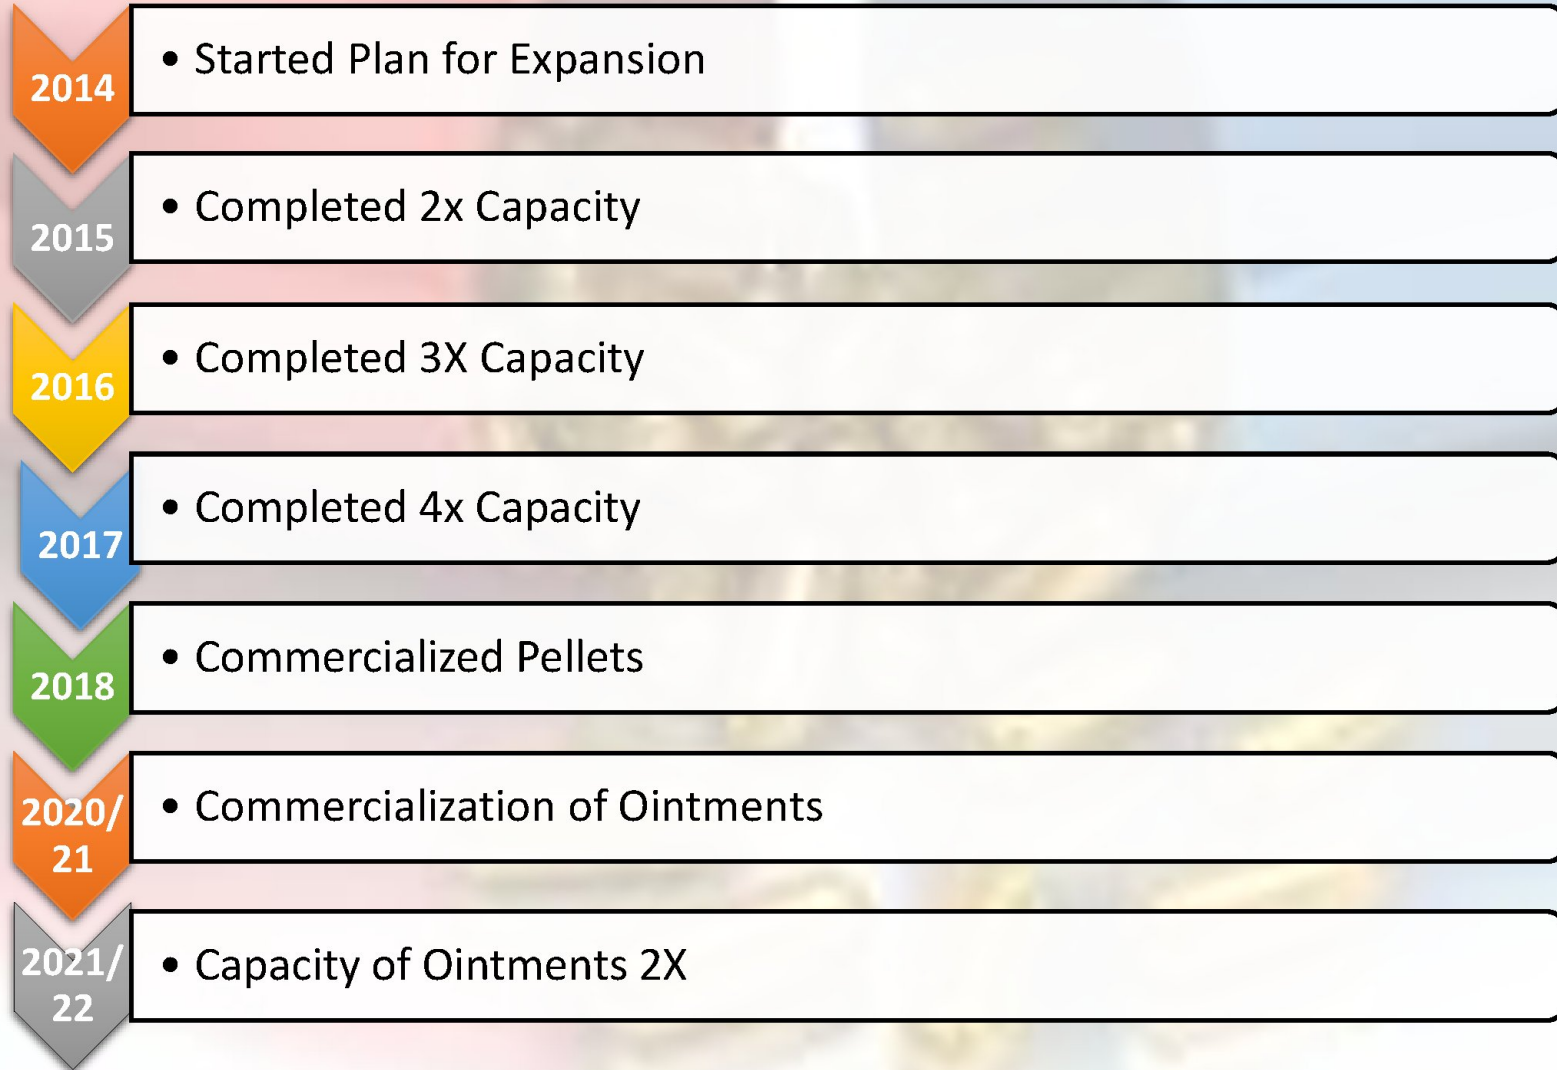 2014
• Started Plan for Expansion
2015
• Completed 2x Capacity
2016
• Completed 3X Capacity
2017
• Completed 4x Capacity
2018
• Commercialized Pellets
2020/
21
• Commercialization of Ointments
2021/
22
• Capacity of Ointments 2X